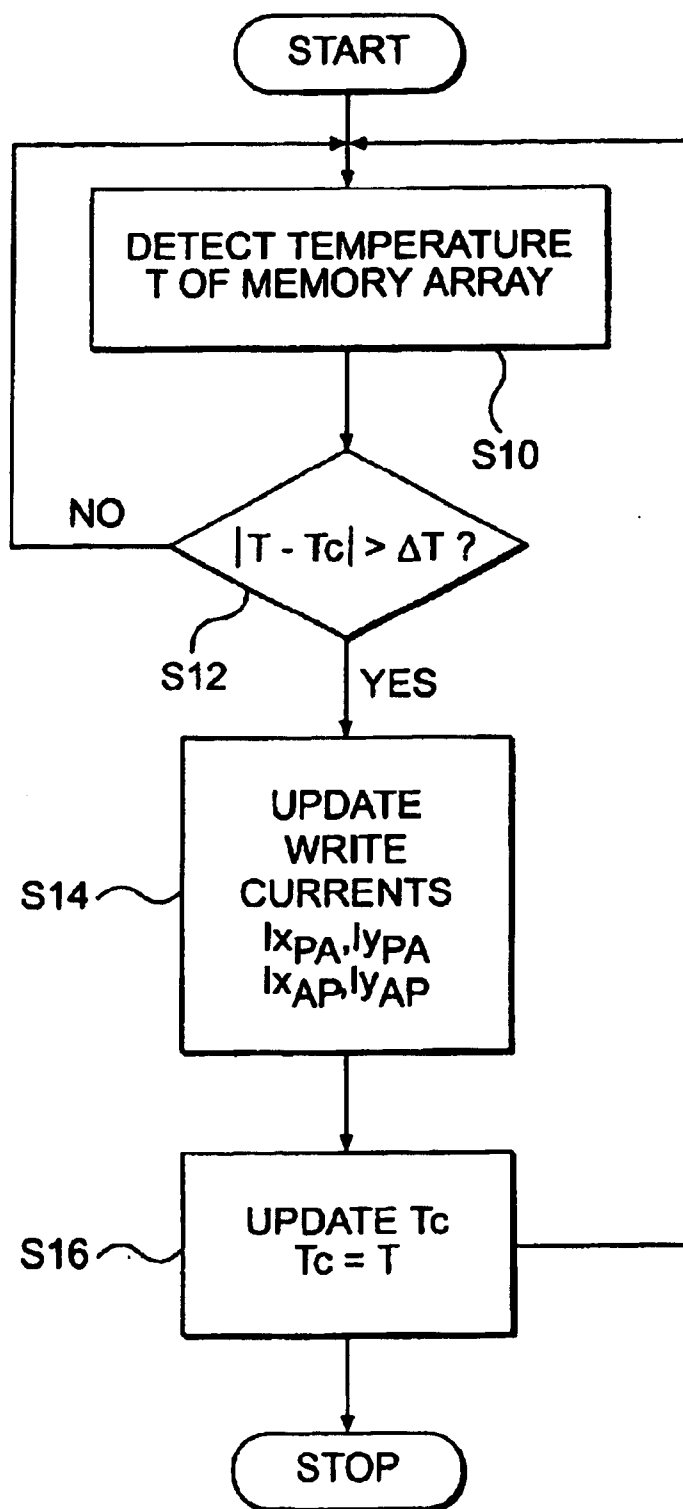 START
DETECT TEMPERATURE
T OF MEMORY ARRAY
S10
NO
|T - Tc| > ΔT ?
S12
YES
UPDATE
WRITE
CURRENTS
IxPA,IyPA
IxAP,IyAP
S14
UPDATE Tc
Tc = T
S16
STOP